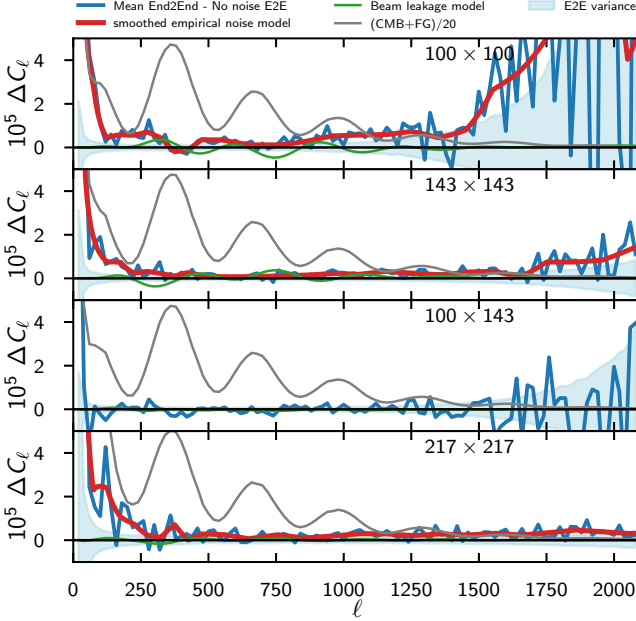 Mean End2End - No noise E2E
Beam leakage model
E2E variance
smoothed empirical noise model
(CMB+FG)/20
100 × 100
10⁵ ΔCℓ
4
2
0
143 × 143
10⁵ ΔCℓ
4
2
0
100 × 143
10⁵ ΔCℓ
4
2
0
217 × 217
10⁵ ΔCℓ
4
2
0
0 250 500 750 1000 1250 1500 1750 2000
ℓ